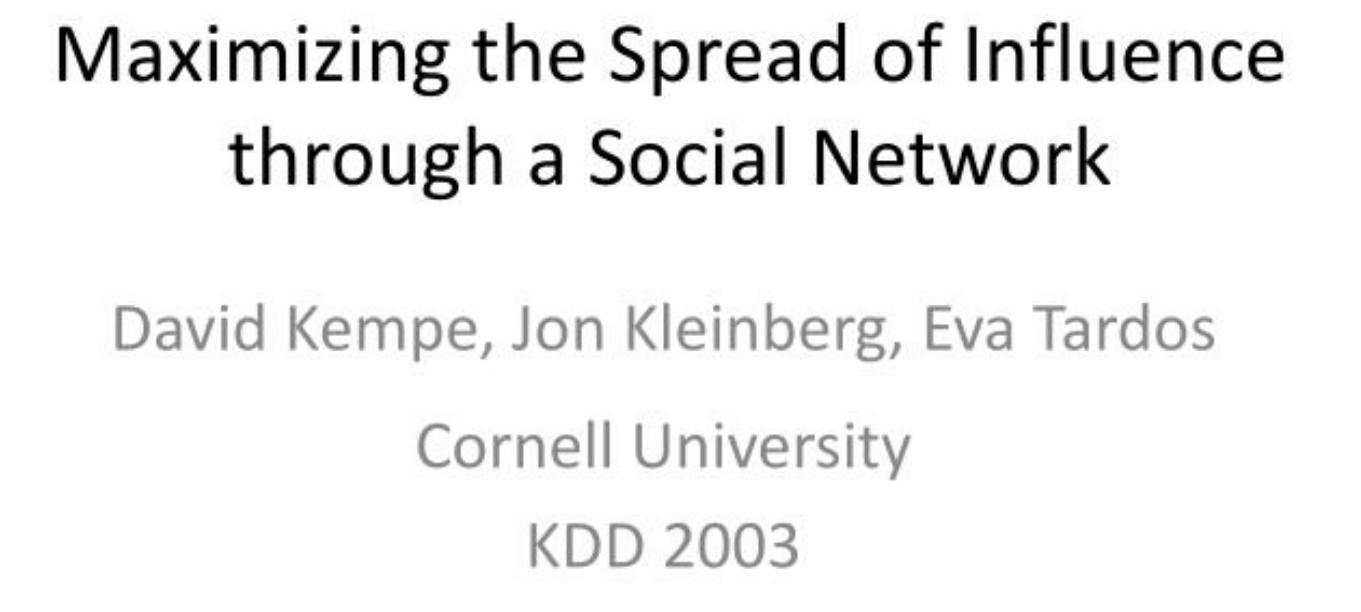 Maximizing the Spread of Influence
through a Social Network
David Kempe, Jon Kleinberg, Eva Tardos
Cornell University
KDD 2003